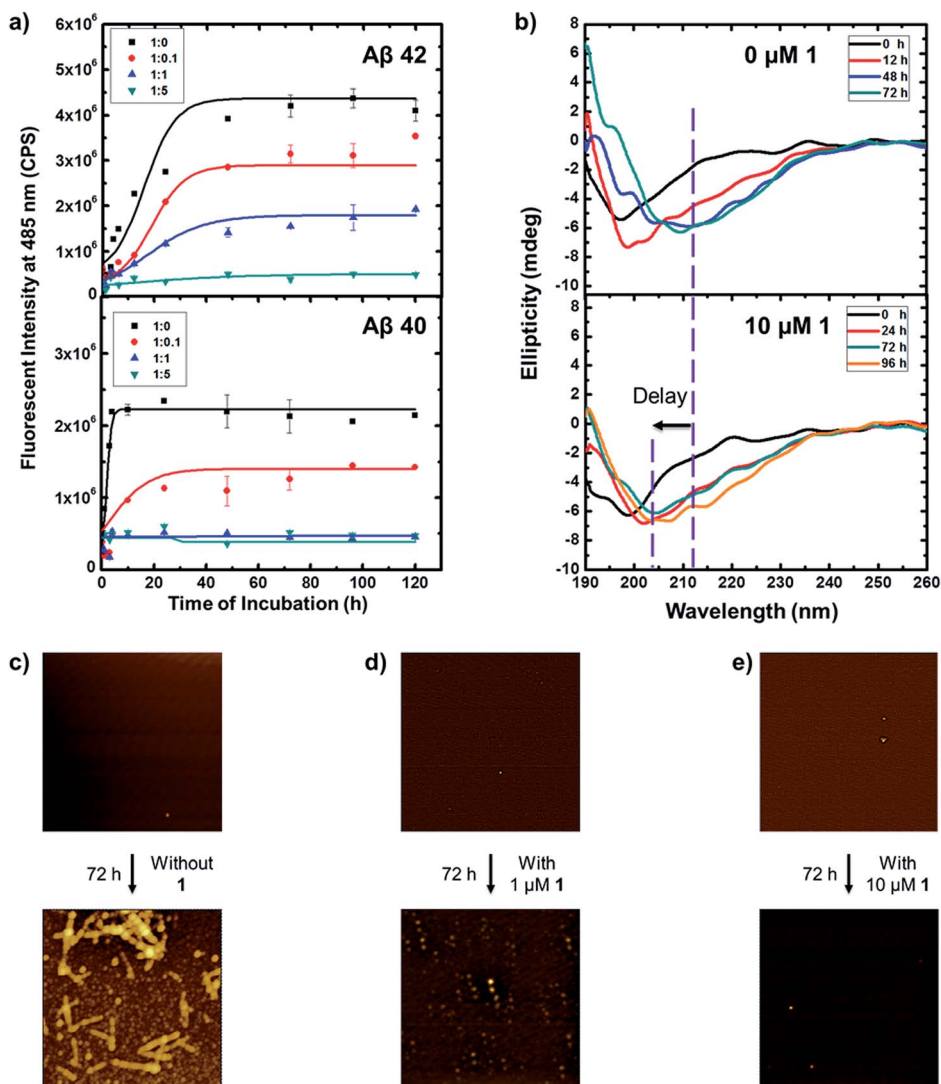 a)
6x10⁶
5x10⁶
4x10⁶
3x10⁶
2x10⁶
1x10⁶
0
1:0
1:0.1
1:1
1:5
Aβ 42
3x10⁶
2x10⁶
1x10⁶
0
1:0
1:0.1
1:1
1:5
Aβ 40
0 20 40 60 80 100 120
Fluorescent Intensity at 485 nm (CPS)
Time of Incubation (h)
b)
0 μM 1
8
6
4
2
0
-2
-4
-6
-8
-10
0 h
12 h
48 h
72 h
10 μM 1
8
6
4
2
0
-2
-4
-6
-8
-10
0 h
24 h
72 h
96 h
Delay
190 200 210 220 230 240 250 260
Ellipticity (mdeg)
Wavelength (nm)
c)
72 h
Without
1
d)
72 h
With
1 μM 1
e)
72 h
With
10 μM 1